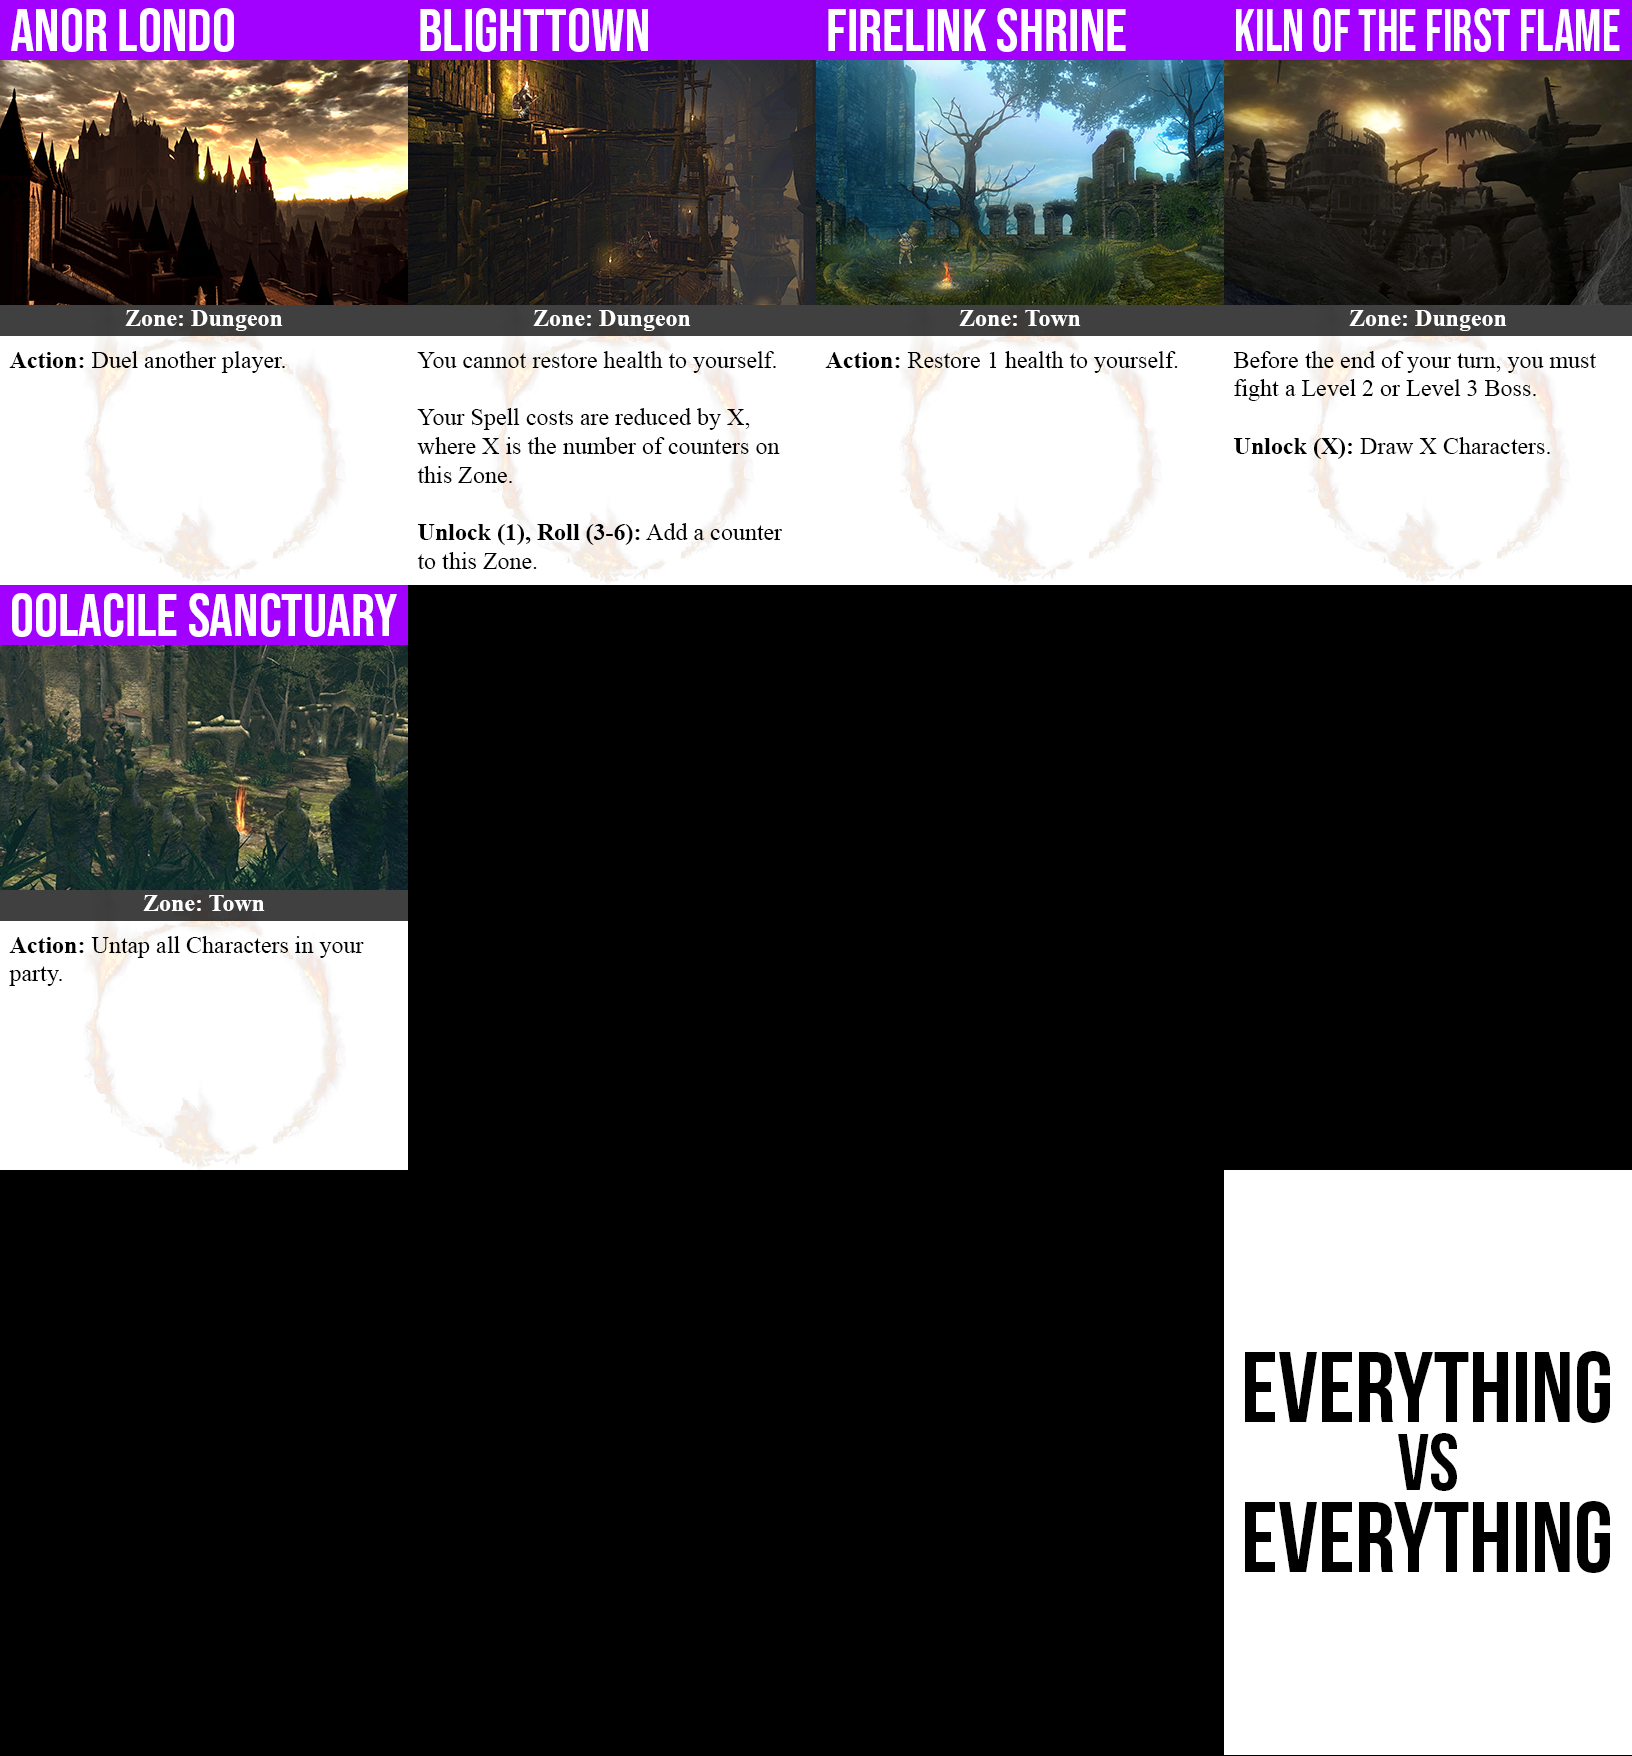 ANOR LONDO
Zone: Dungeon
Action: Duel another player.
BLIGHTTOWN
Zone: Dungeon
You cannot restore health to yourself.
Your Spell costs are reduced by X,
where X is the number of counters on
this Zone.
Unlock (1), Roll (3-6): Add a counter
to this Zone.
FIRELINK SHRINE
Zone: Town
Action: Restore 1 health to yourself.
KILN OF THE FIRST FLAME
Zone: Dungeon
Before the end of your turn, you must
fight a Level 2 or Level 3 Boss.
Unlock (X): Draw X Characters.
OOLACILE SANCTUARY
Zone: Town
Action: Untap all Characters in your
party.
EVERYTHING
VS
EVERYTHING